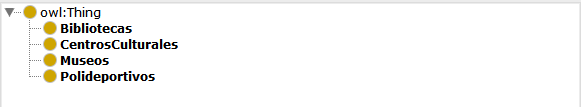 owl:Thing
Bibliotecas
CentrosCulturales
Museos
Polideportivos